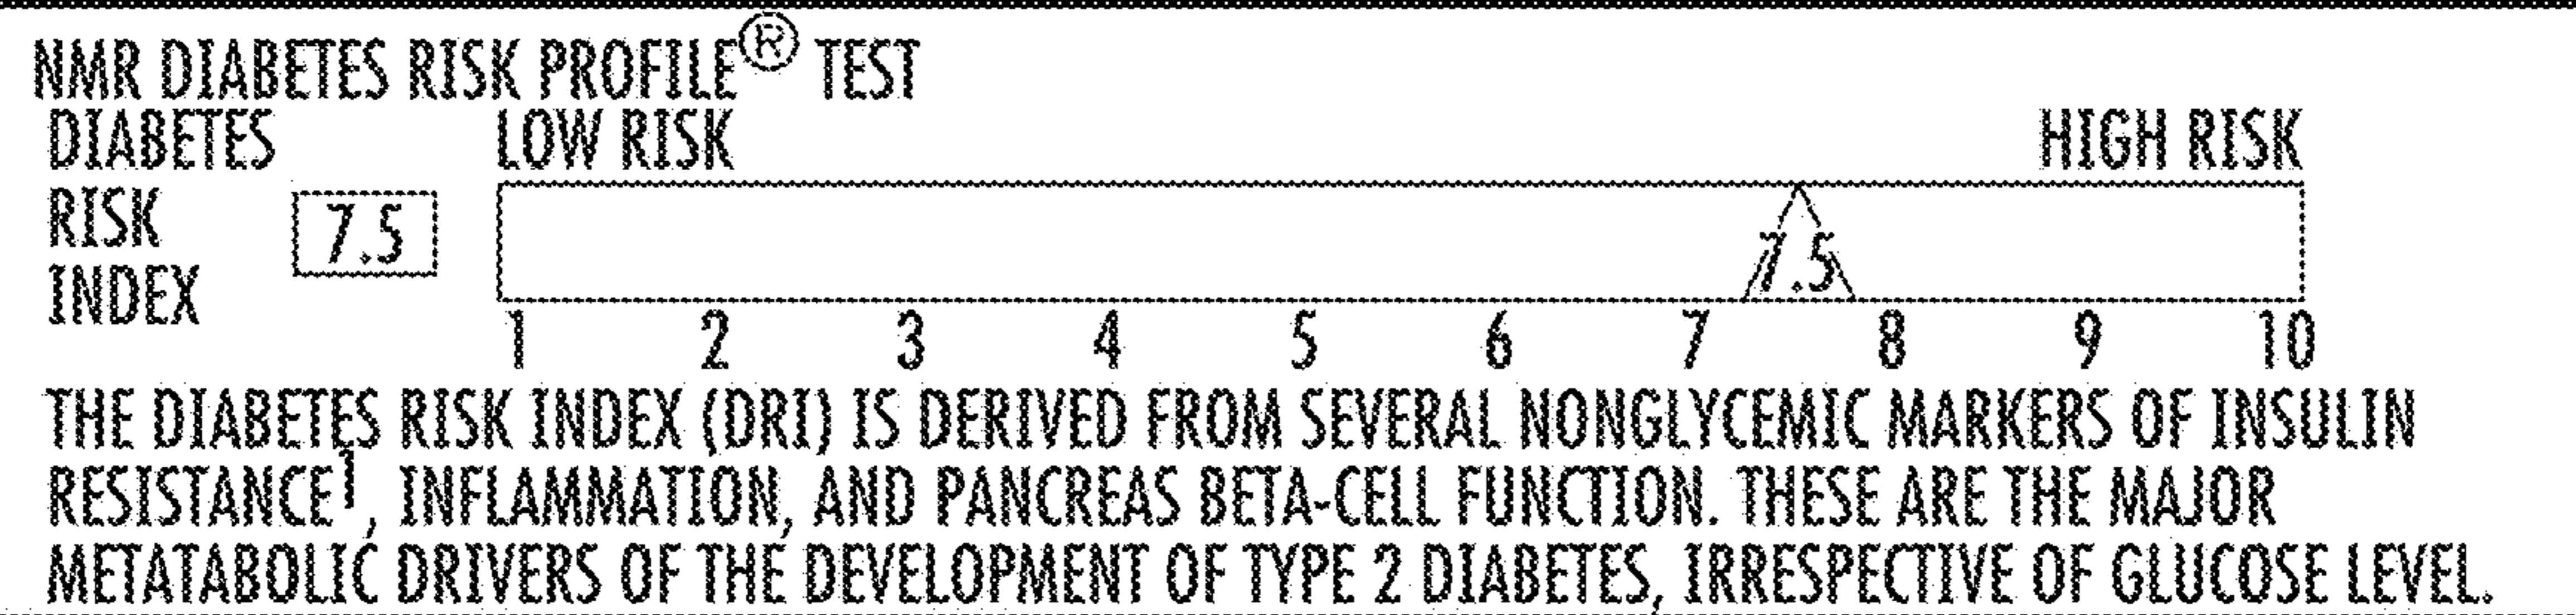 NMR DIABETES RISK PROFILE® TEST
DIABETES LOW RISK HIGH RISK
RISK
7.5
7.5
INDEX
1 2 3 4 5 6 7 8 9 10
THE DIABETES RISK INDEX (DRI) IS DERIVED FROM SEVERAL NONGLYCEMIC MARKERS OF INSULIN
RESISTANCE¹, INFLAMMATION, AND PANCREAS BETA-CELL FUNCTION. THESE ARE THE MAJOR
METATABOLIC DRIVERS OF THE DEVELOPMENT OF TYPE 2 DIABETES, IRRESPECTIVE OF GLUCOSE LEVEL.